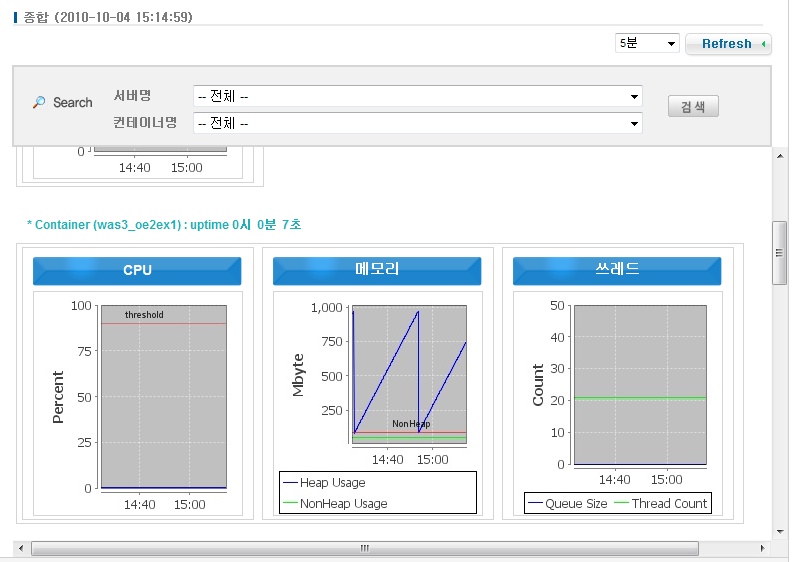 종합 (2010-10-04 15:14:59)
5분 Refresh
Search
서버명 -- 전체 --
컨테이너명 -- 전체 --
검색
0
14:40 15:00
* Container (was3_oe2ex1) : uptime 0시 0분 7초
CPU
100
75
50
25
0
Percent
threshold
14:40 15:00
메모리
1,000
750
500
250
Mbyte
NonHeap
14:40 15:00
Heap Usage
NonHeap Usage
쓰레드
50
40
30
20
10
0
Count
14:40 15:00
Queue Size Thread Count